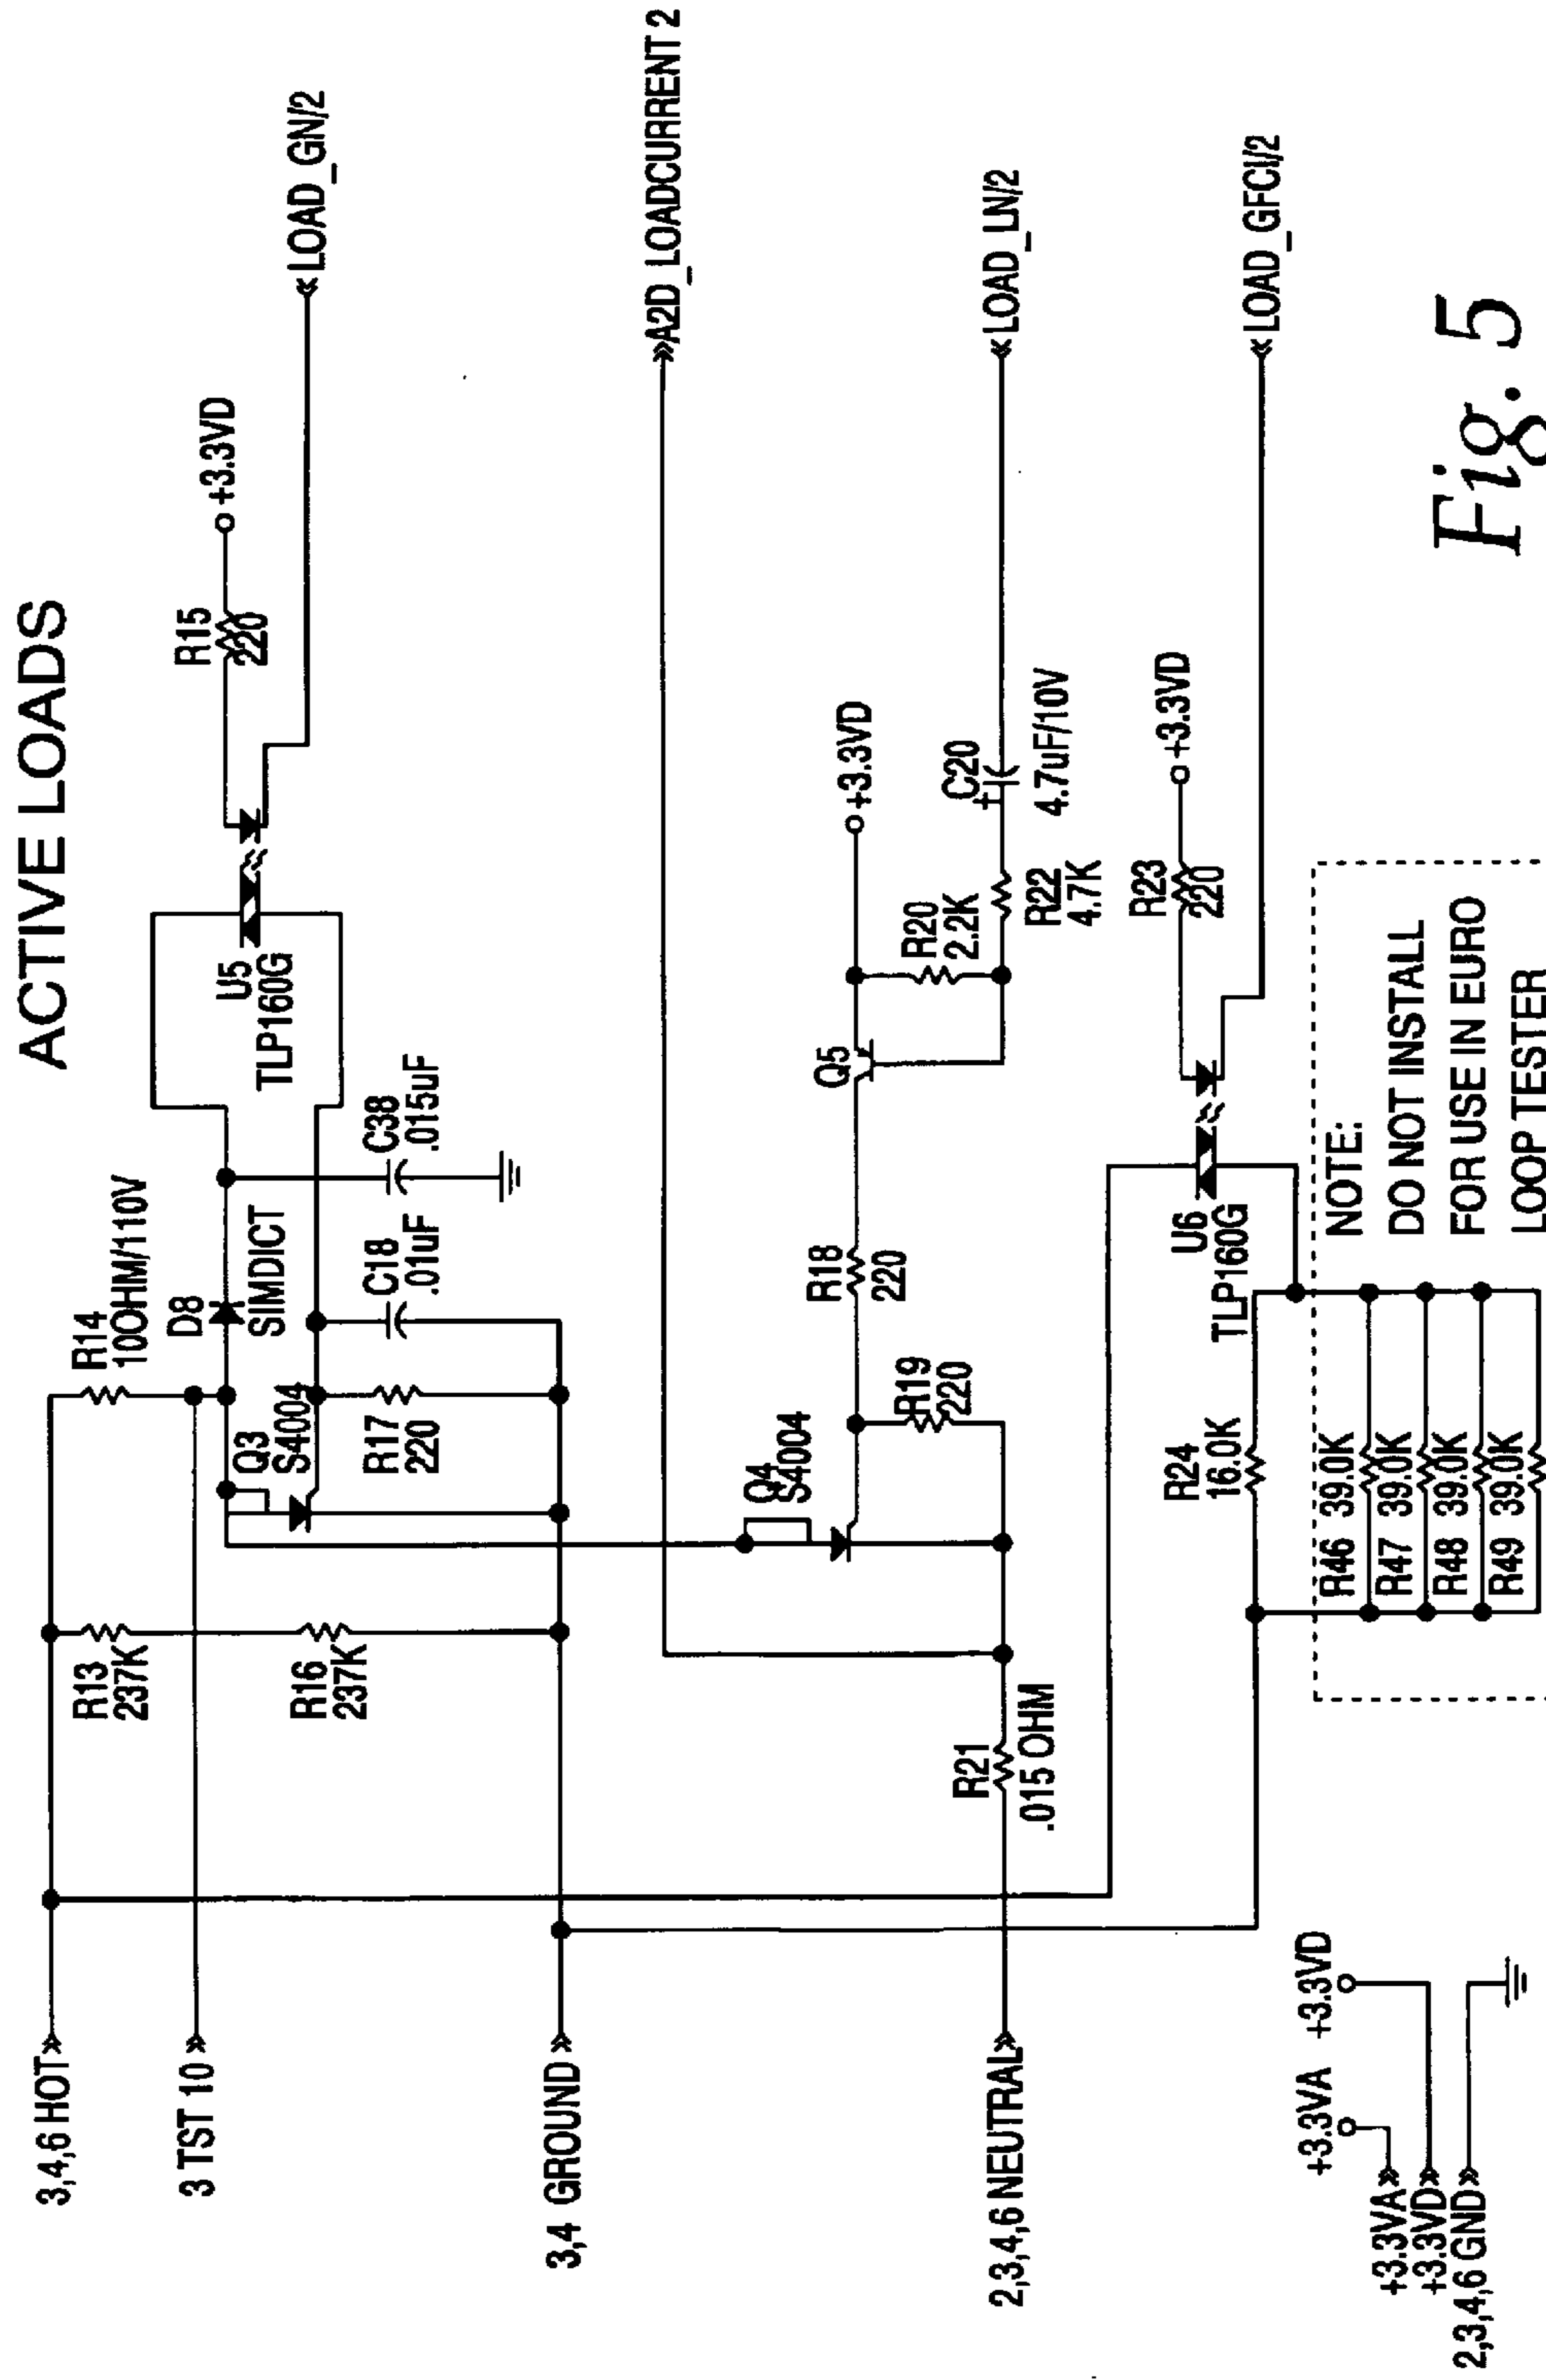 ACTIVE LOADS
3,4,6 HOT
3 TST 10
3,4 GROUND
2,3,4,6 NEUTRAL
R13
237K
R16
237K
R14
10OHM/110V
D8
SIMDICT
Q3
S4004
R17
220
C18
.01uF
C38
.015uF
U5
TLP160G
R15
220
+3.3VD
LOAD_GN/2
A2D_LOADCURRENT 2
Q4
S4004
R19
220
R18
220
Q5
+3.3VD
R20
2.2K
R22
4.7K
C20
+
4.7uF/10V
LOAD_LN/2
R21
.015 OHM
U6
TLP160G
R23
220
+3.3VD
LOAD_GFCI/2
R24
16.0K
R46 39.0K
R47 39.0K
R48 39.0K
R49 39.0K
NOTE:
DO NOT INSTALL
FOR USE IN EURO
LOOP TESTER
+3.3VA +3.3VD
+3.3VA
+3.3VD
2,3,4,6 GND
Fig. 5